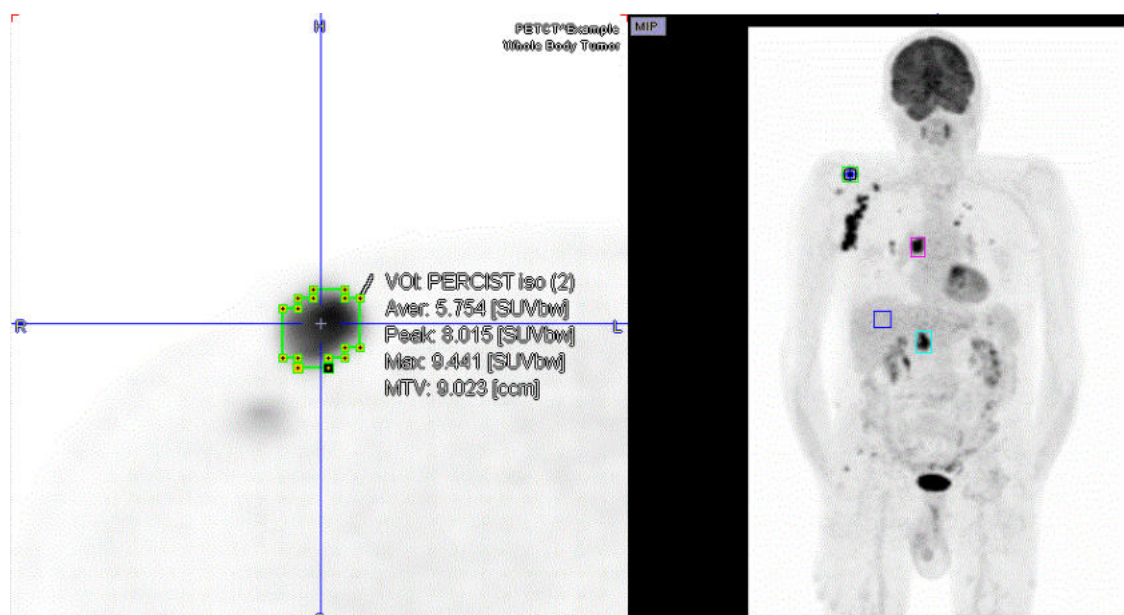 H
PETCT^Example
Whole Body Tumor
MIP
VOI: PERCIST iso (2)
Aver: 5.754 [SUVbw]
R
L
Peak: 8.015 [SUVbw]
Max: 9.441 [SUVbw]
MTV: 9.023 [ccm]